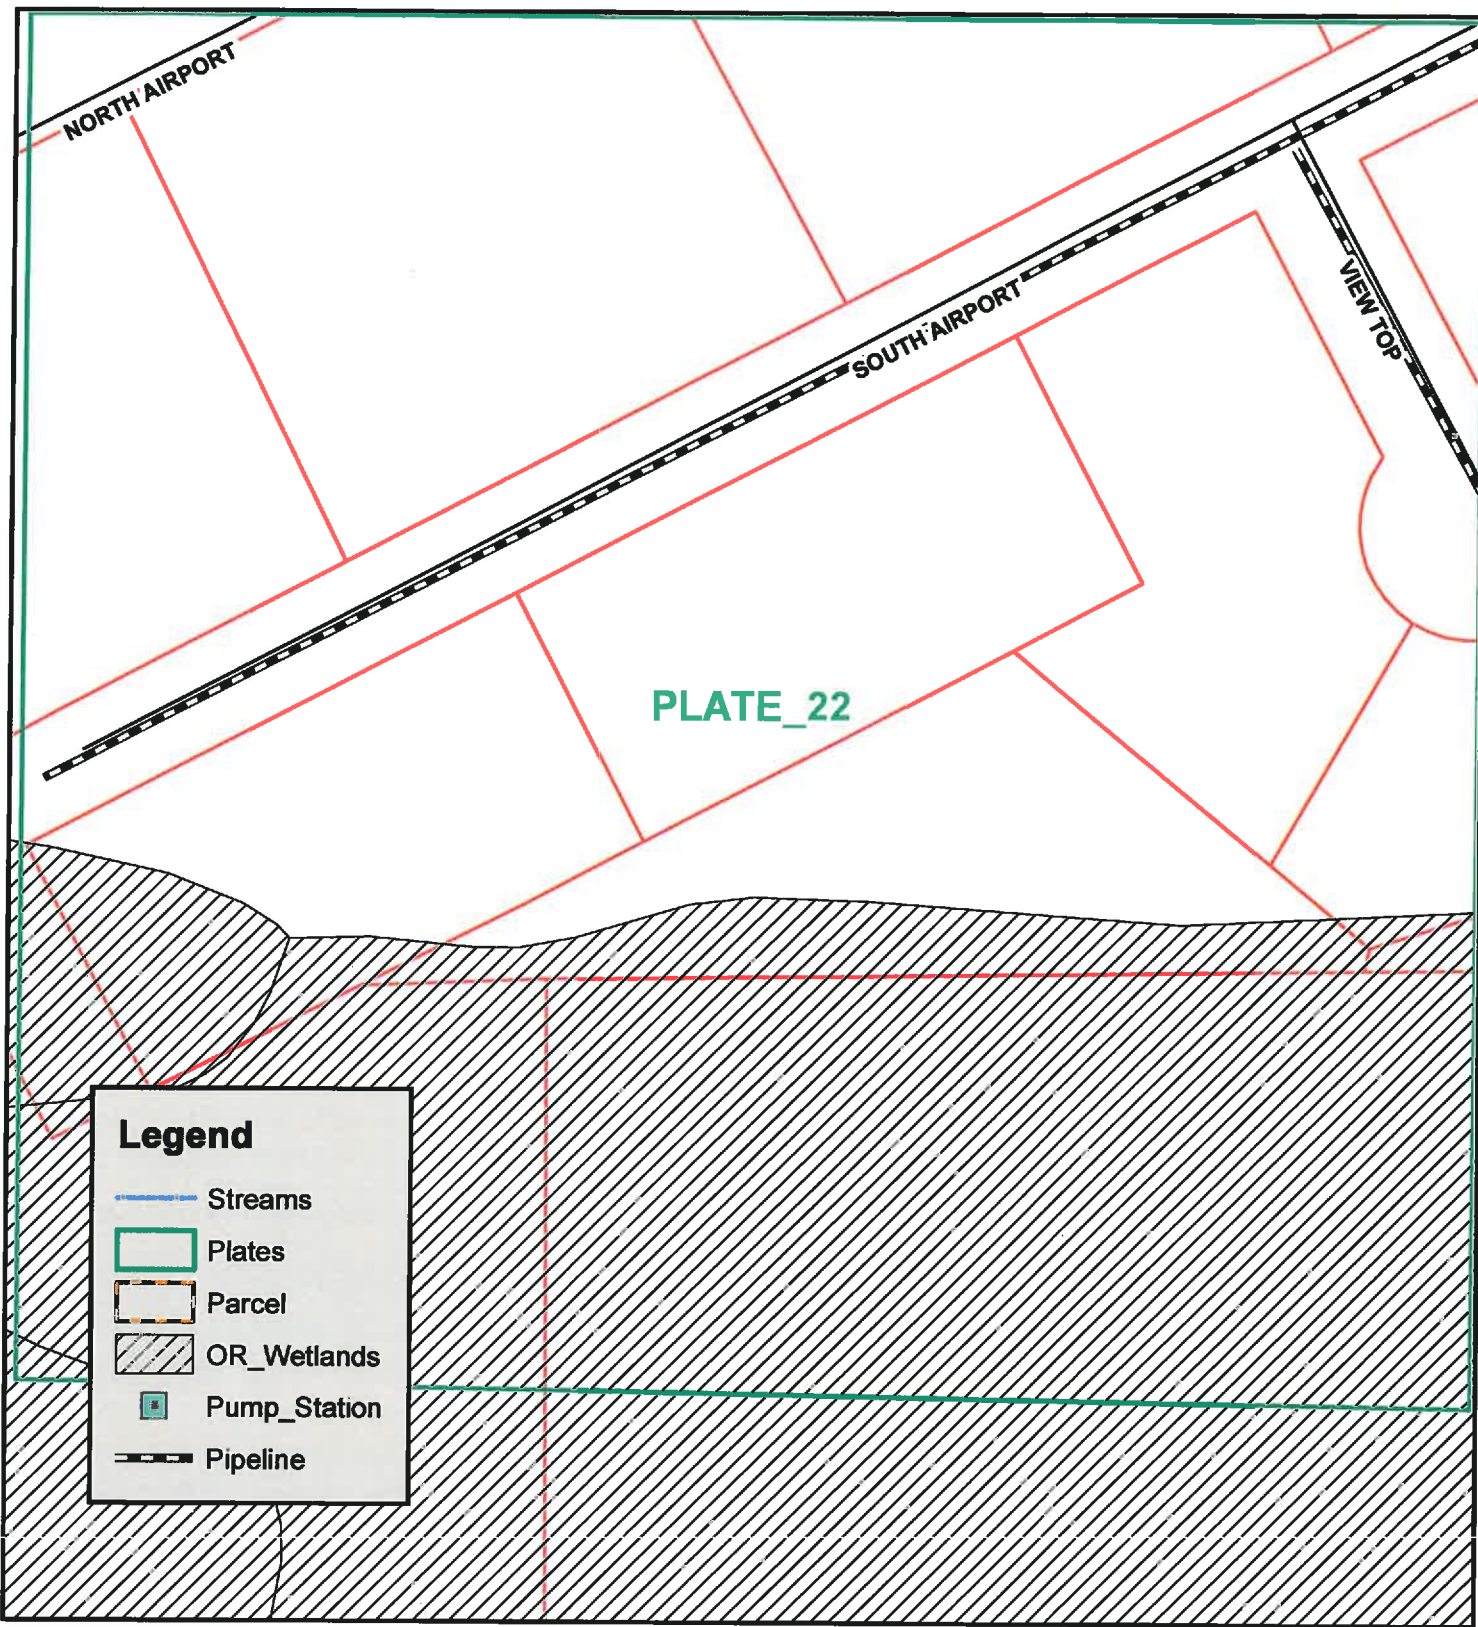 NORTH AIRPORT
SOUTH AIRPORT
VIEW TOP
PLATE_22
Legend
Streams
Plates
Parcel
OR_Wetlands
Pump_Station
Pipeline